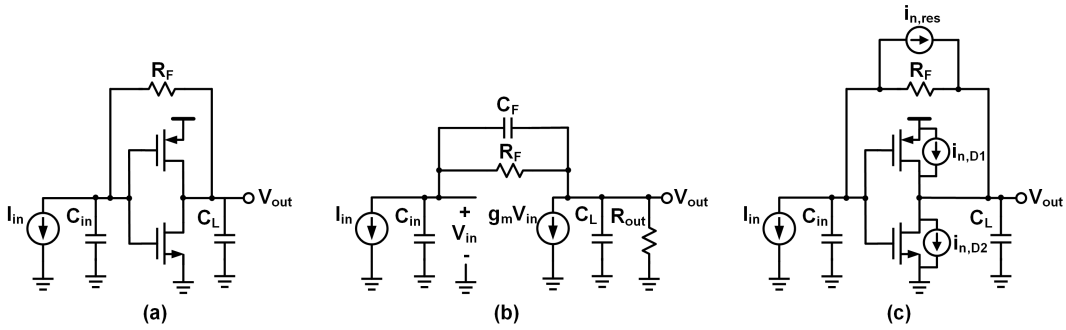 R_F
I_in
C_in
C_L
V_out
(a)
C_F
R_F
I_in
C_in
+
V_in
-
g_mV_in
C_L
R_out
V_out
(b)
i_n,res
R_F
i_n,D1
I_in
C_in
C_L
V_out
i_n,D2
(c)